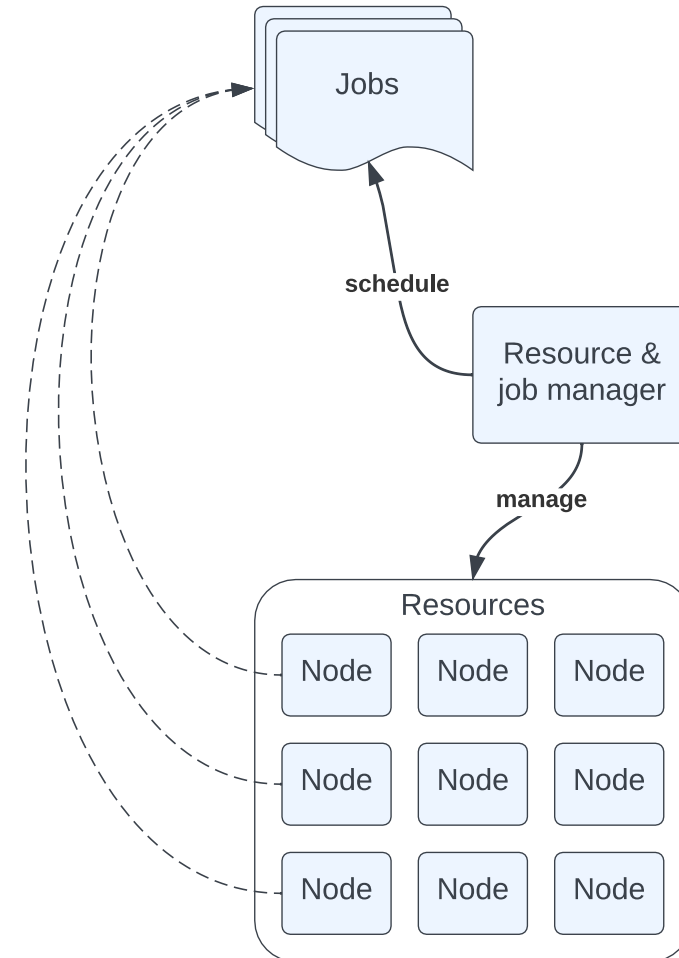 Jobs
schedule
Resource &
job manager
manage
Resources
Node Node Node
Node Node Node
Node Node Node